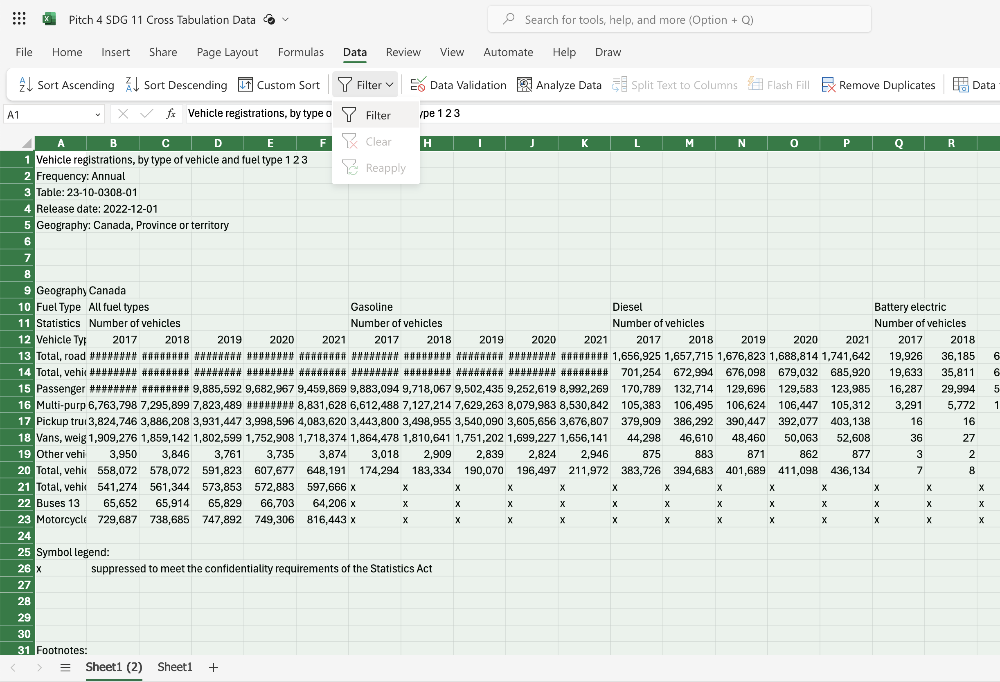 Pitch 4 SDG 11 Cross Tabulation Data
Search for tools, help, and more (Option + Q)
File Home Insert Share Page Layout Formulas Data Review View Automate Help Draw
Sort Ascending Sort Descending Custom Sort Filter Data Validation Analyze Data Split Text to Columns Flash Fill Remove Duplicates Data
A1 fx Vehicle registrations, by type o ype 1 2 3
Filter
Clear
Reapply
A B C D E F H I J K L M N O P Q R
1 Vehicle registrations, by type of vehicle and fuel type 1 2 3
2 Frequency: Annual
3 Table: 23-10-0308-01
4 Release date: 2022-12-01
5 Geography: Canada, Province or territory
6
7
8
9 Geography Canada
10 Fuel Type All fuel types Gasoline Diesel Battery electric
11 Statistics Number of vehicles Number of vehicles Number of vehicles Number of vehicles
12 Vehicle Typ 2017 2018 2019 2020 2021 2017 2018 2019 2020 2021 2017 2018 2019 2020 2021 2017 2018
13 Total, road ######## ######## ######## ######## ######## ######## ######## ######## ######## ######## 1,656,925 1,657,715 1,676,823 1,688,814 1,741,642 19,926 36,185 6
14 Total, vehic ######## ######## ######## ######## ######## ######## ######## ######## ######## ######## 701,254 672,994 676,098 679,032 685,920 19,633 35,811 6
15 Passenger ######## ######## 9,885,592 9,682,967 9,459,869 9,883,094 9,718,067 9,502,435 9,252,619 8,992,269 170,789 132,714 129,696 129,583 123,985 16,287 29,994 5
16 Multi-purp 6,763,798 7,295,899 7,823,489 ######## 8,831,628 6,612,488 7,127,214 7,629,263 8,079,983 8,530,842 105,383 106,495 106,624 106,447 105,312 3,291 5,772 1
17 Pickup truc 3,824,746 3,886,208 3,931,447 3,998,596 4,083,620 3,443,800 3,498,955 3,540,090 3,605,656 3,676,807 379,909 386,292 390,447 392,077 403,138 16 16
18 Vans, weig 1,909,276 1,859,142 1,802,599 1,752,908 1,718,374 1,864,478 1,810,641 1,751,202 1,699,227 1,656,141 44,298 46,610 48,460 50,063 52,608 36 27
19 Other vehi 3,950 3,846 3,761 3,735 3,874 3,018 2,909 2,839 2,824 2,946 875 883 871 862 877 3 2
20 Total, vehic 558,072 578,072 591,823 607,677 648,191 174,294 183,334 190,070 196,497 211,972 383,726 394,683 401,689 411,098 436,134 7 8
21 Total, vehic 541,274 561,344 573,853 572,883 597,666 x x x x x x x x x x x x x
22 Buses 13 65,652 65,914 65,829 66,703 64,206 x x x x x x x x x x x x x
23 Motorcycle 729,687 738,685 747,892 749,306 816,443 x x x x x x x x x x x x x
24
25 Symbol legend:
26 x suppressed to meet the confidentiality requirements of the Statistics Act
27
28
29
30
31 Footnotes:
Sheet1 (2) Sheet1